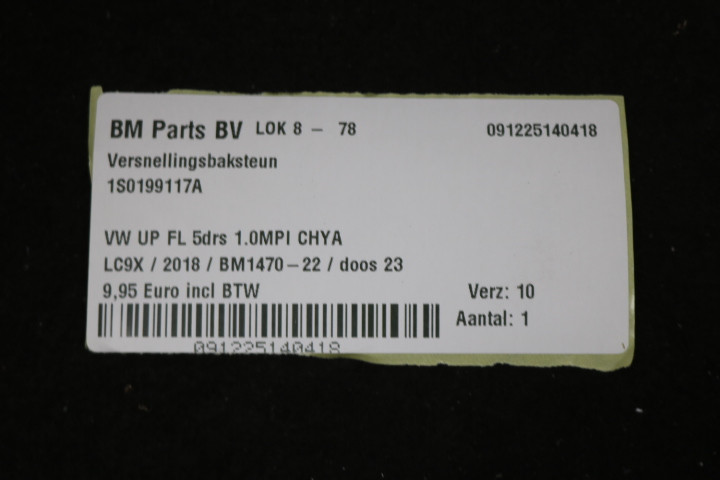 BM Parts BV LOK 8 - 78 091225140418
Versnellingsbaksteun
1S0199117A
VW UP FL 5drs 1.0MPI CHYA
LC9X / 2018 / BM1470-22 / doos 23
9,95 Euro incl BTW Verz: 10
Aantal: 1
091225140418